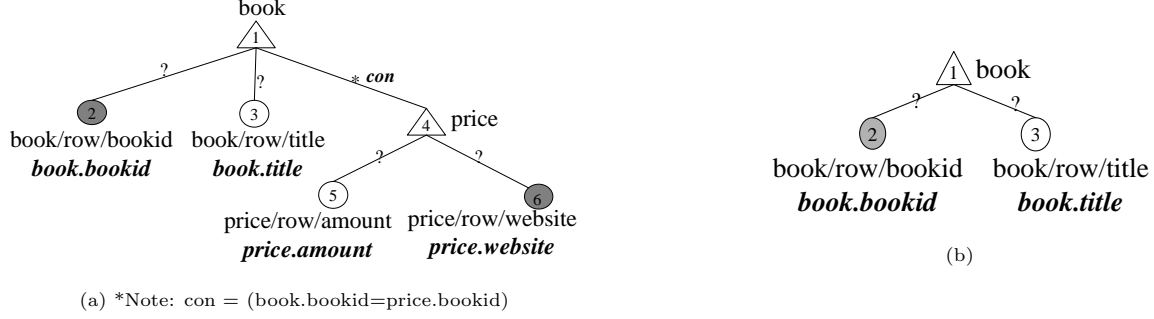 book
1
? ? * con
2 3 4 price
book/row/bookid book/row/title
book.bookid book.title
? ?
5 6
price/row/amount price/row/website
price.amount price.website
(a) *Note: con = (book.bookid=price.bookid)
1 book
? ?
2 3
book/row/bookid book/row/title
book.bookid book.title
(b)